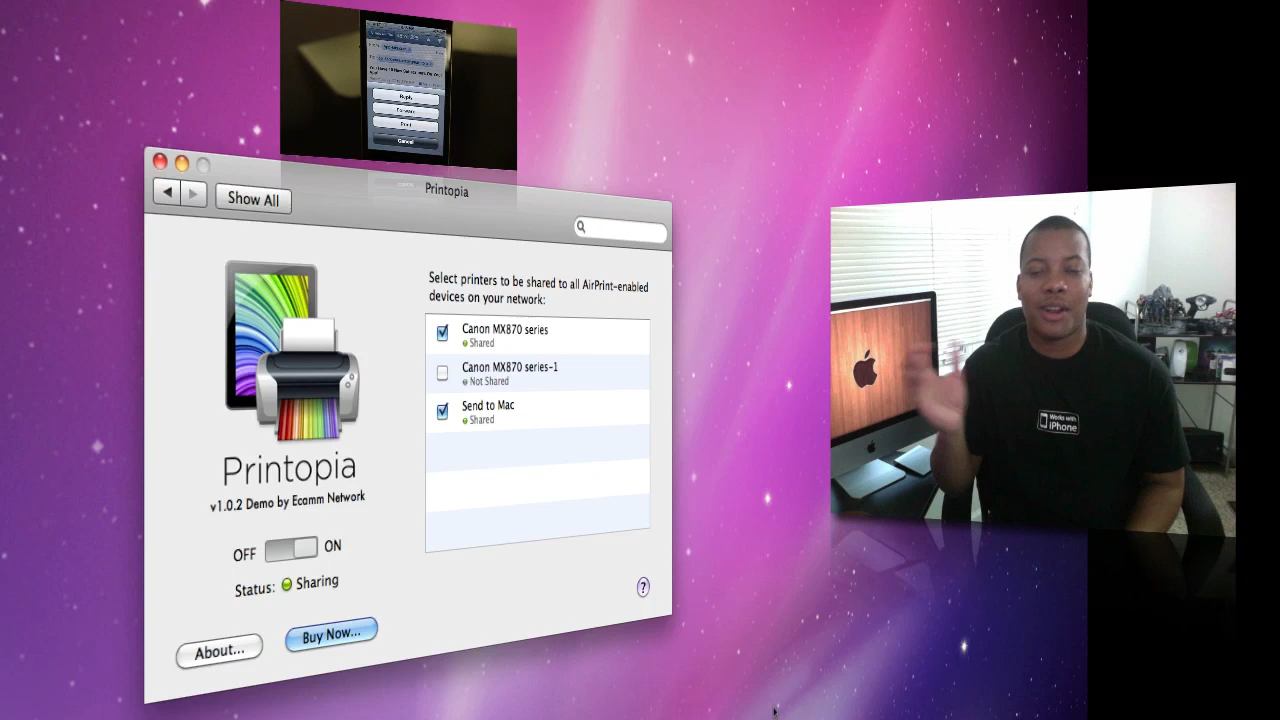 Reply
Forward
Print
Cancel
Printopia
Show All
Select printers to be shared to all AirPrint-enabled
devices on your network:
Canon MX870 series
Shared
Canon MX870 series-1
Not Shared
Send to Mac
Shared
Printopia
v1.0.2 Demo by Ecamm Network
OFF
ON
Status: Sharing
?
About...
Buy Now...
Works with
iPhone